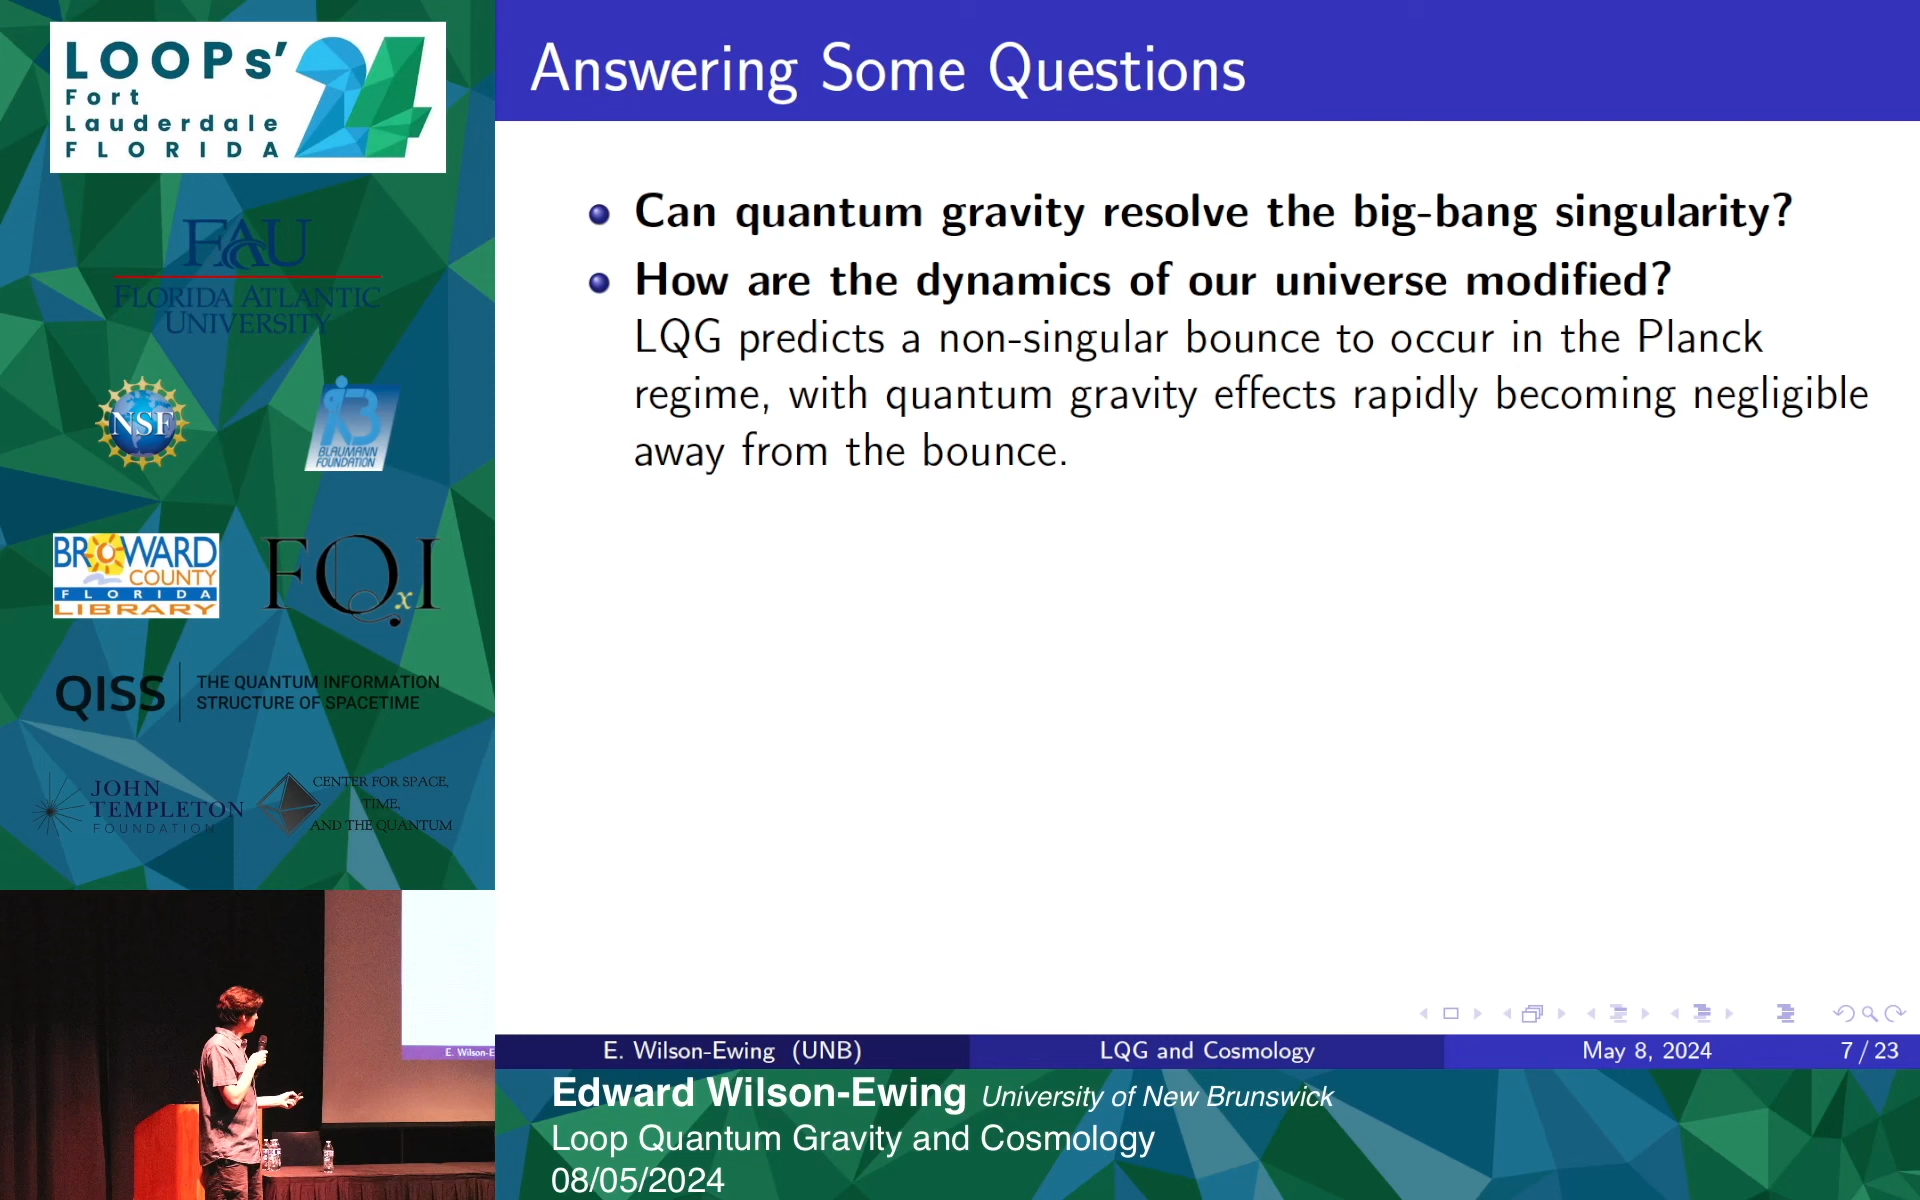 LOOPs'24
Fort
Lauderdale
FLORIDA
FAU
FLORIDA ATLANTIC
UNIVERSITY
NSF
BLAUMANN
FOUNDATION
BROWARD
COUNTY
FLORIDA
LIBRARY
FQxI
QISS
THE QUANTUM INFORMATION
STRUCTURE OF SPACETIME
JOHN
TEMPLETON
FOUNDATION
CENTER FOR SPACE,
TIME,
AND THE QUANTUM
Answering Some Questions
Can quantum gravity resolve the big-bang singularity?
How are the dynamics of our universe modified?
LQG predicts a non-singular bounce to occur in the Planck
regime, with quantum gravity effects rapidly becoming negligible
away from the bounce.
E. Wilson-E
E. Wilson-Ewing (UNB)
LQG and Cosmology
May 8, 2024
7 / 23
Edward Wilson-Ewing University of New Brunswick
Loop Quantum Gravity and Cosmology
08/05/2024